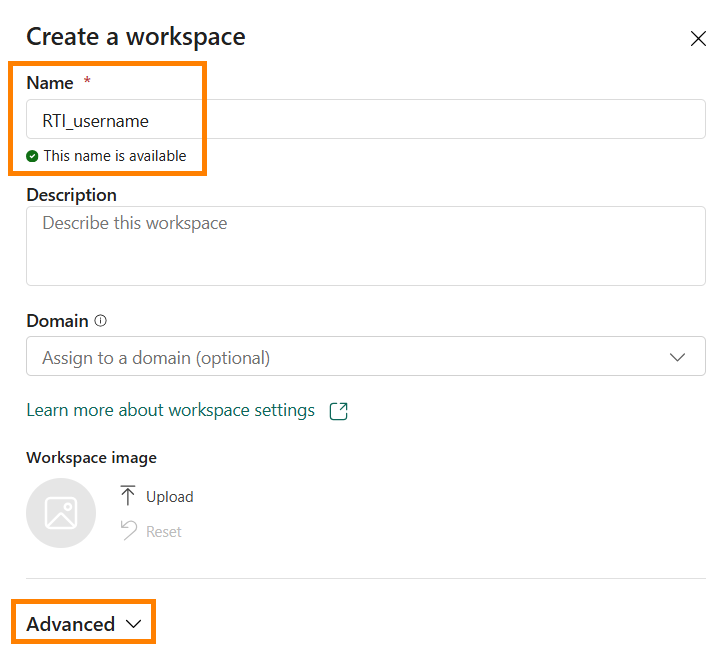 Create a workspace
Name *
RTI_username
This name is available
Description
Describe this workspace
Domain
Assign to a domain (optional)
Learn more about workspace settings
Workspace image
Upload
Reset
Advanced